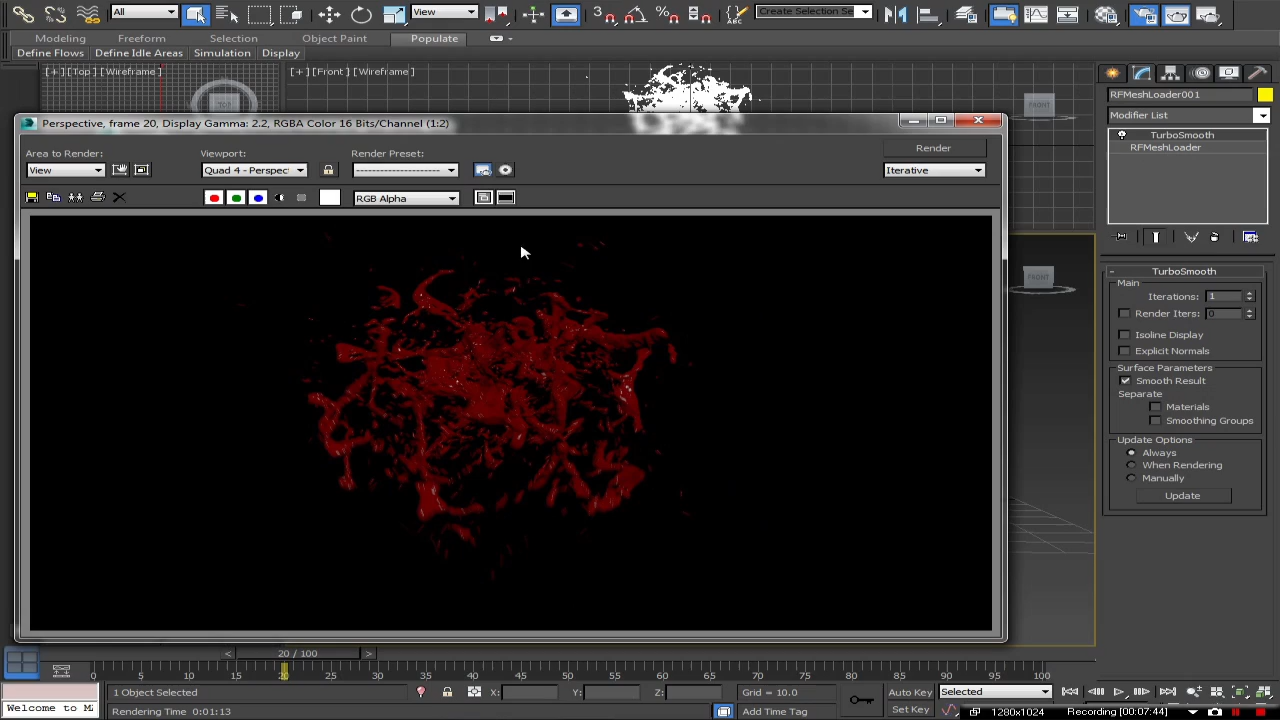 All
View
Create Selection Se
Modeling
Freeform
Selection
Object Paint
Populate
Define Flows
Define Idle Areas
Simulation
Display
[+] [Top] [Wireframe]
TOP
[+] [Front] [Wireframe]
FRONT
RFMeshLoader001
Modifier List
TurboSmooth
RFMeshLoader
Perspective, frame 20, Display Gamma: 2.2, RGBA Color 16 Bits/Channel (1:2)
Area to Render:
View
Viewport:
Quad 4 - Perspec
Render Preset:
Render
Iterative
RGB Alpha
FRONT
TurboSmooth
Main
Iterations: 1
Render Iters: 0
Isoline Display
Explicit Normals
Surface Parameters
Smooth Result
Separate
Materials
Smoothing Groups
Update Options
Always
When Rendering
Manually
Update
20 / 100
0 5 10 15 20 25 30 35 40 45 50 55 60 65 70 75 80 85 90 95 100
1 Object Selected
X:
Y:
Z:
Grid = 10.0
Auto Key
Selected
Welcome to M
Rendering Time 0:01:13
Add Time Tag
Set Key
1280x1024
Recording [00:07:44]